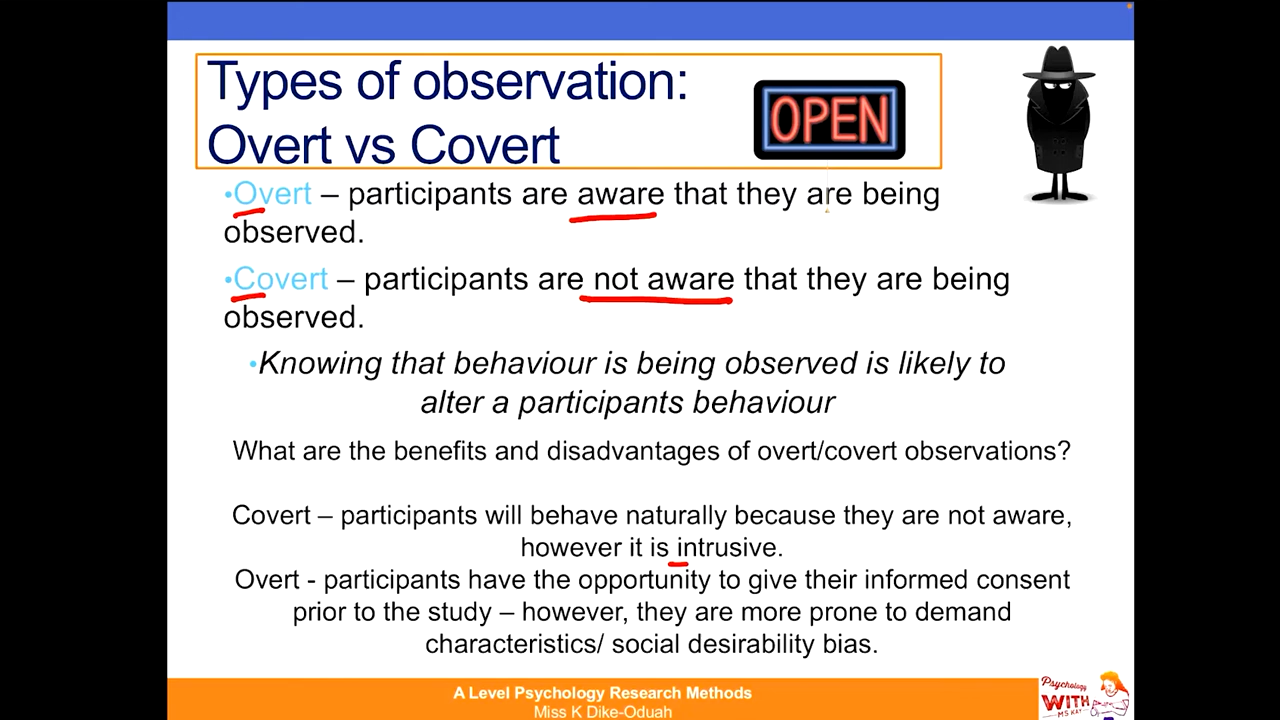 Types of observation:
Overt vs Covert
OPEN
•Overt – participants are aware that they are being
observed.
•Covert – participants are not aware that they are being
observed.
•Knowing that behaviour is being observed is likely to
alter a participants behaviour
What are the benefits and disadvantages of overt/covert observations?
Covert – participants will behave naturally because they are not aware,
however it is intrusive.
Overt - participants have the opportunity to give their informed consent
prior to the study – however, they are more prone to demand
characteristics/ social desirability bias.
A Level Psychology Research Methods
Miss K Dike-Oduah
Psychology
WITH
MS KAY